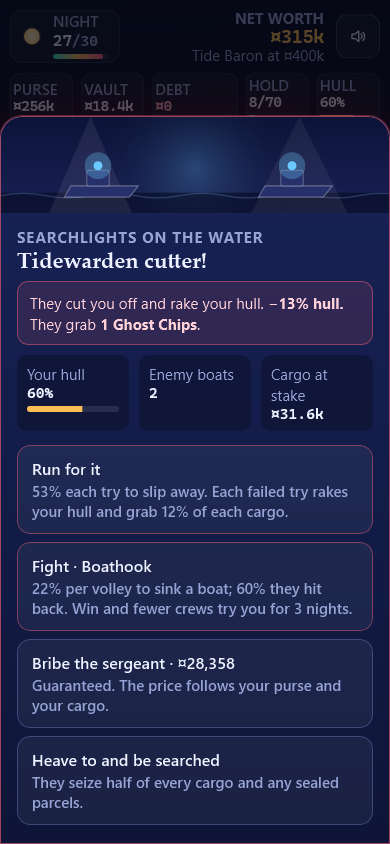 NIGHT
27/30
NET WORTH
¤315k
Tide Baron at ¤400k
PURSE
¤256k
VAULT
¤18.4k
DEBT
¤0
HOLD
8/70
HULL
60%
SEARCHLIGHTS ON THE WATER
Tidewarden cutter!
They cut you off and rake your hull. −13% hull.
They grab 1 Ghost Chips.
Your hull
60%
Enemy boats
2
Cargo at
stake
¤31.6k
Run for it
53% each try to slip away. Each failed try rakes
your hull and grab 12% of each cargo.
Fight · Boathook
22% per volley to sink a boat; 60% they hit
back. Win and fewer crews try you for 3 nights.
Bribe the sergeant · ¤28,358
Guaranteed. The price follows your purse and
your cargo.
Heave to and be searched
They seize half of every cargo and any sealed
parcels.